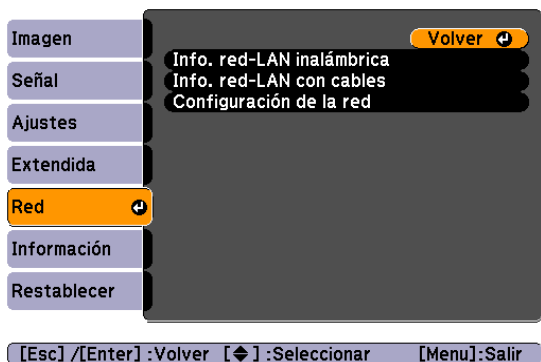 Imagen
Señal
Ajustes
Extendida
Red
Información
Restablecer
Volver
Info. red-LAN inalámbrica
Info. red-LAN con cables
Configuración de la red
[Esc] /[Enter] :Volver [◆] :Seleccionar [Menu]:Salir